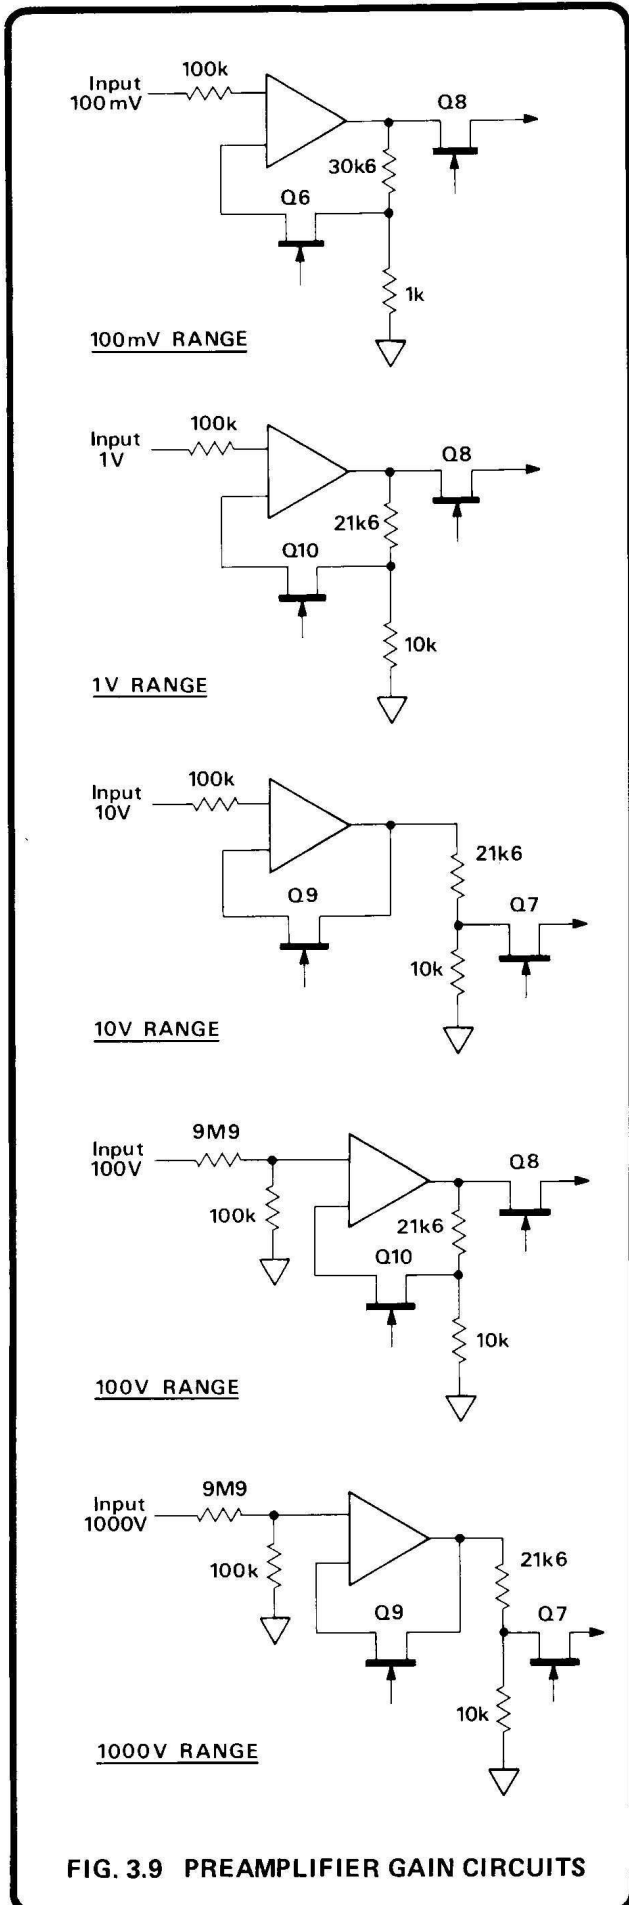 100k
Input
100mV
Q8
30k6
Q6
1k
100mV RANGE
100k
Input
1V
Q8
21k6
Q10
10k
1V RANGE
100k
Input
10V
21k6
Q9
Q7
10k
10V RANGE
9M9
Input
100V
Q8
100k
21k6
Q10
10k
100V RANGE
9M9
Input
1000V
21k6
100k
Q9
Q7
10k
1000V RANGE
FIG. 3.9 PREAMPLIFIER GAIN CIRCUITS